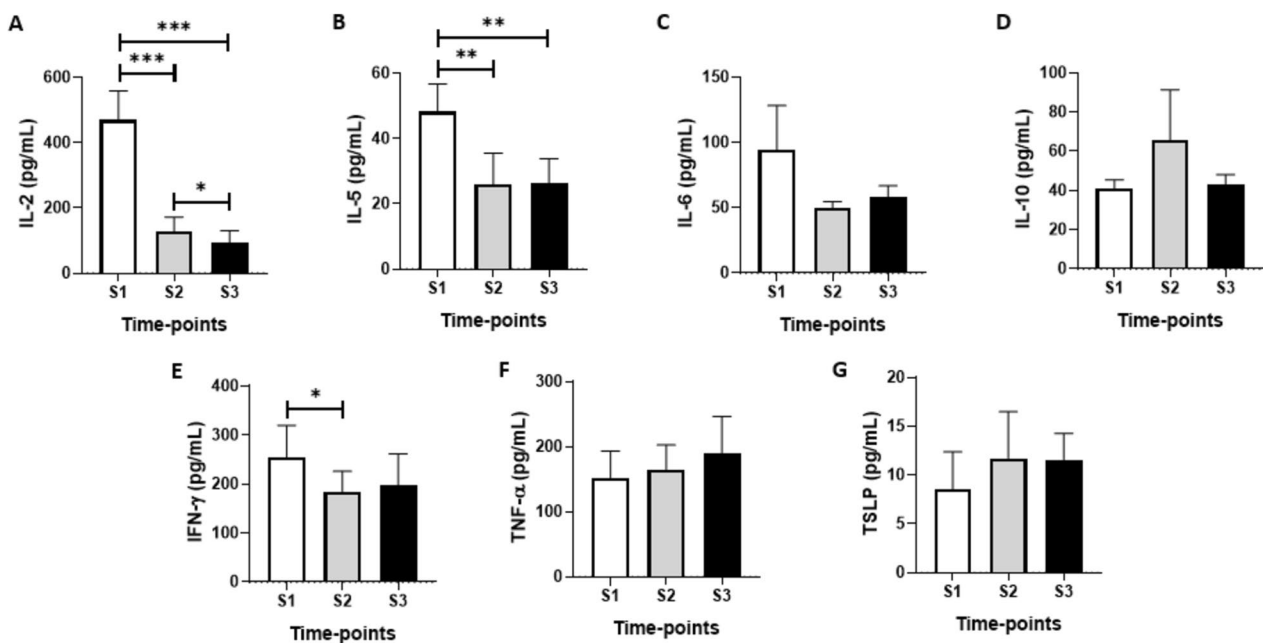 A
***
***
*
600
400
200
0
IL-2 (pg/mL)
S1 S2 S3
Time-points
B
**
**
60
40
20
0
IL-5 (pg/mL)
S1 S2 S3
Time-points
C
150
100
50
0
IL-6 (pg/mL)
S1 S2 S3
Time-points
D
100
80
60
40
20
0
IL-10 (pg/mL)
S1 S2 S3
Time-points
E
*
400
300
200
100
0
IFN-γ (pg/mL)
S1 S2 S3
Time-points
F
300
200
100
0
TNF-α (pg/mL)
S1 S2 S3
Time-points
G
20
15
10
5
0
TSLP (pg/mL)
S1 S2 S3
Time-points